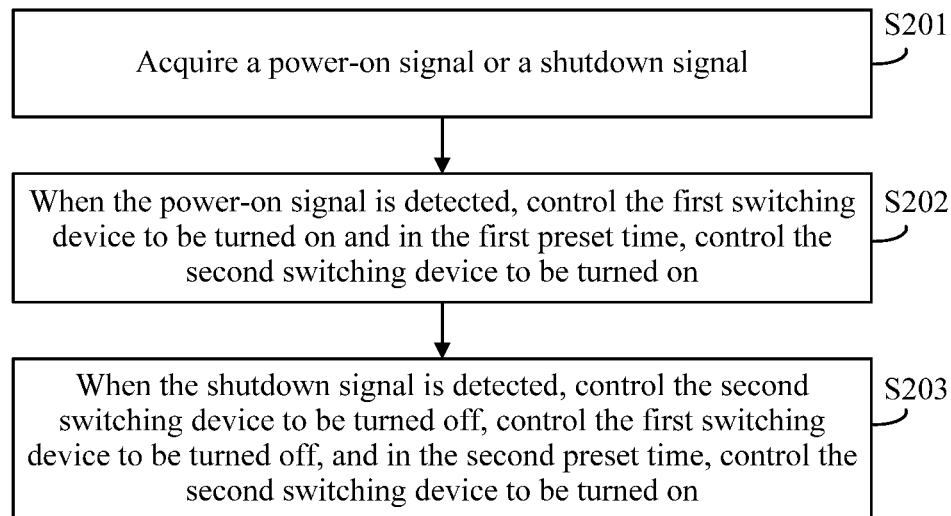 Acquire a power-on signal or a shutdown signal
S201
When the power-on signal is detected, control the first switching
device to be turned on and in the first preset time, control the
second switching device to be turned on
S202
When the shutdown signal is detected, control the second
switching device to be turned off, control the first switching
device to be turned off, and in the second preset time, control the
second switching device to be turned on
S203